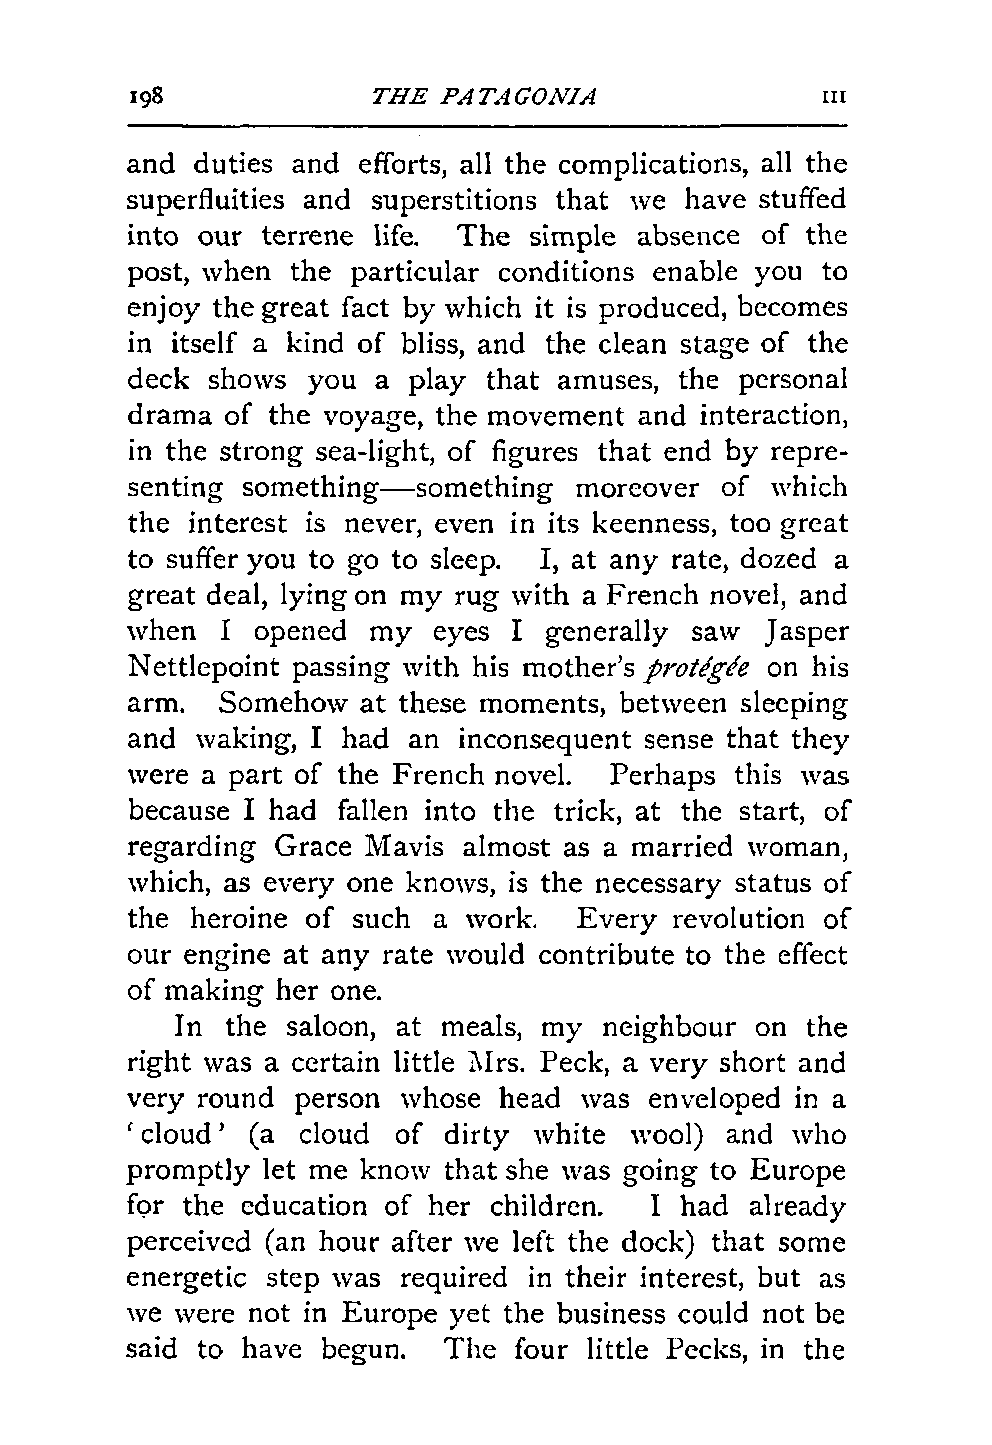 198 THE PATAGONIA III
and duties and efforts, all the complications, all the
superfluities and superstitions that we have stuffed
into our terrene life. The simple absence of the
post, when the particular conditions enable you to
enjoy the great fact by which it is produced, becomes
in itself a kind of bliss, and the clean stage of the
deck shows you a play that amuses, the personal
drama of the voyage, the movement and interaction,
in the strong sea-light, of figures that end by repre-
senting something—something moreover of which
the interest is never, even in its keenness, too great
to suffer you to go to sleep. I, at any rate, dozed a
great deal, lying on my rug with a French novel, and
when I opened my eyes I generally saw Jasper
Nettlepoint passing with his mother's protégée on his
arm. Somehow at these moments, between sleeping
and waking, I had an inconsequent sense that they
were a part of the French novel. Perhaps this was
because I had fallen into the trick, at the start, of
regarding Grace Mavis almost as a married woman,
which, as every one knows, is the necessary status of
the heroine of such a work. Every revolution of
our engine at any rate would contribute to the effect
of making her one.
In the saloon, at meals, my neighbour on the
right was a certain little Mrs. Peck, a very short and
very round person whose head was enveloped in a
'cloud' (a cloud of dirty white wool) and who
promptly let me know that she was going to Europe
for the education of her children. I had already
perceived (an hour after we left the dock) that some
energetic step was required in their interest, but as
we were not in Europe yet the business could not be
said to have begun. The four little Pecks, in the